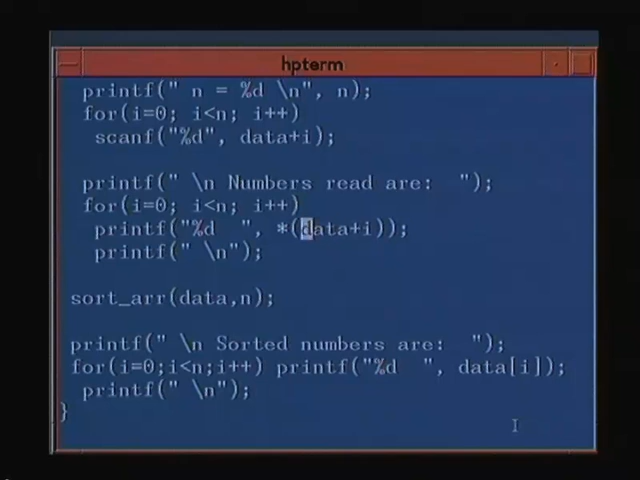 hpterm
printf(" n = %d \n", n);
for(i=0; i<n; i++)
scanf("%d", data+i);
printf(" \n Numbers read are:  ");
for(i=0; i<n; i++)
printf("%d  ", *(data+i));
printf(" \n");
sort_arr(data,n);
printf(" \n Sorted numbers are:  ");
for(i=0;i<n;i++) printf("%d  ", data[i]);
printf(" \n");
}